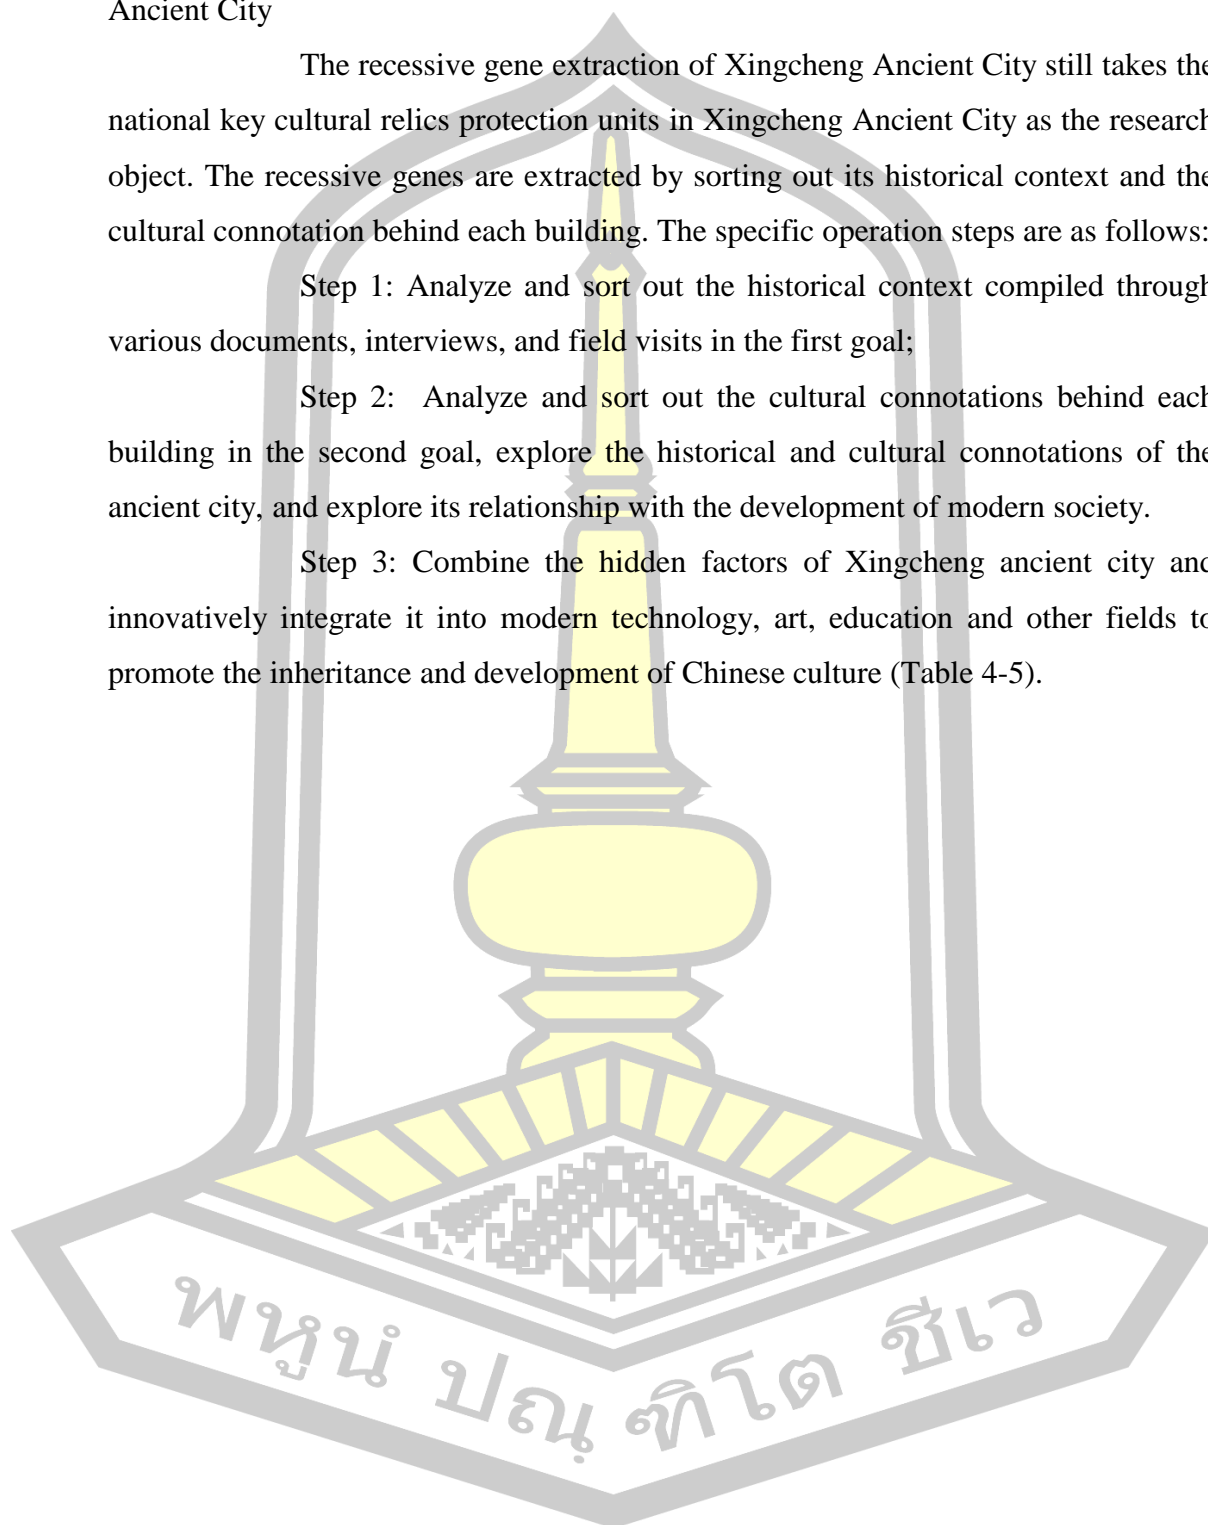 Ancient City
The recessive gene extraction of Xingcheng Ancient City still takes the
national key cultural relics protection units in Xingcheng Ancient City as the research
object. The recessive genes are extracted by sorting out its historical context and the
cultural connotation behind each building. The specific operation steps are as follows:
Step 1: Analyze and sort out the historical context compiled through
various documents, interviews, and field visits in the first goal;
Step 2: Analyze and sort out the cultural connotations behind each
building in the second goal, explore the historical and cultural connotations of the
ancient city, and explore its relationship with the development of modern society.
Step 3: Combine the hidden factors of Xingcheng ancient city and
innovatively integrate it into modern technology, art, education and other fields to
promote the inheritance and development of Chinese culture (Table 4-5).
พหูนํ ปณฺฑิโต ชีเว